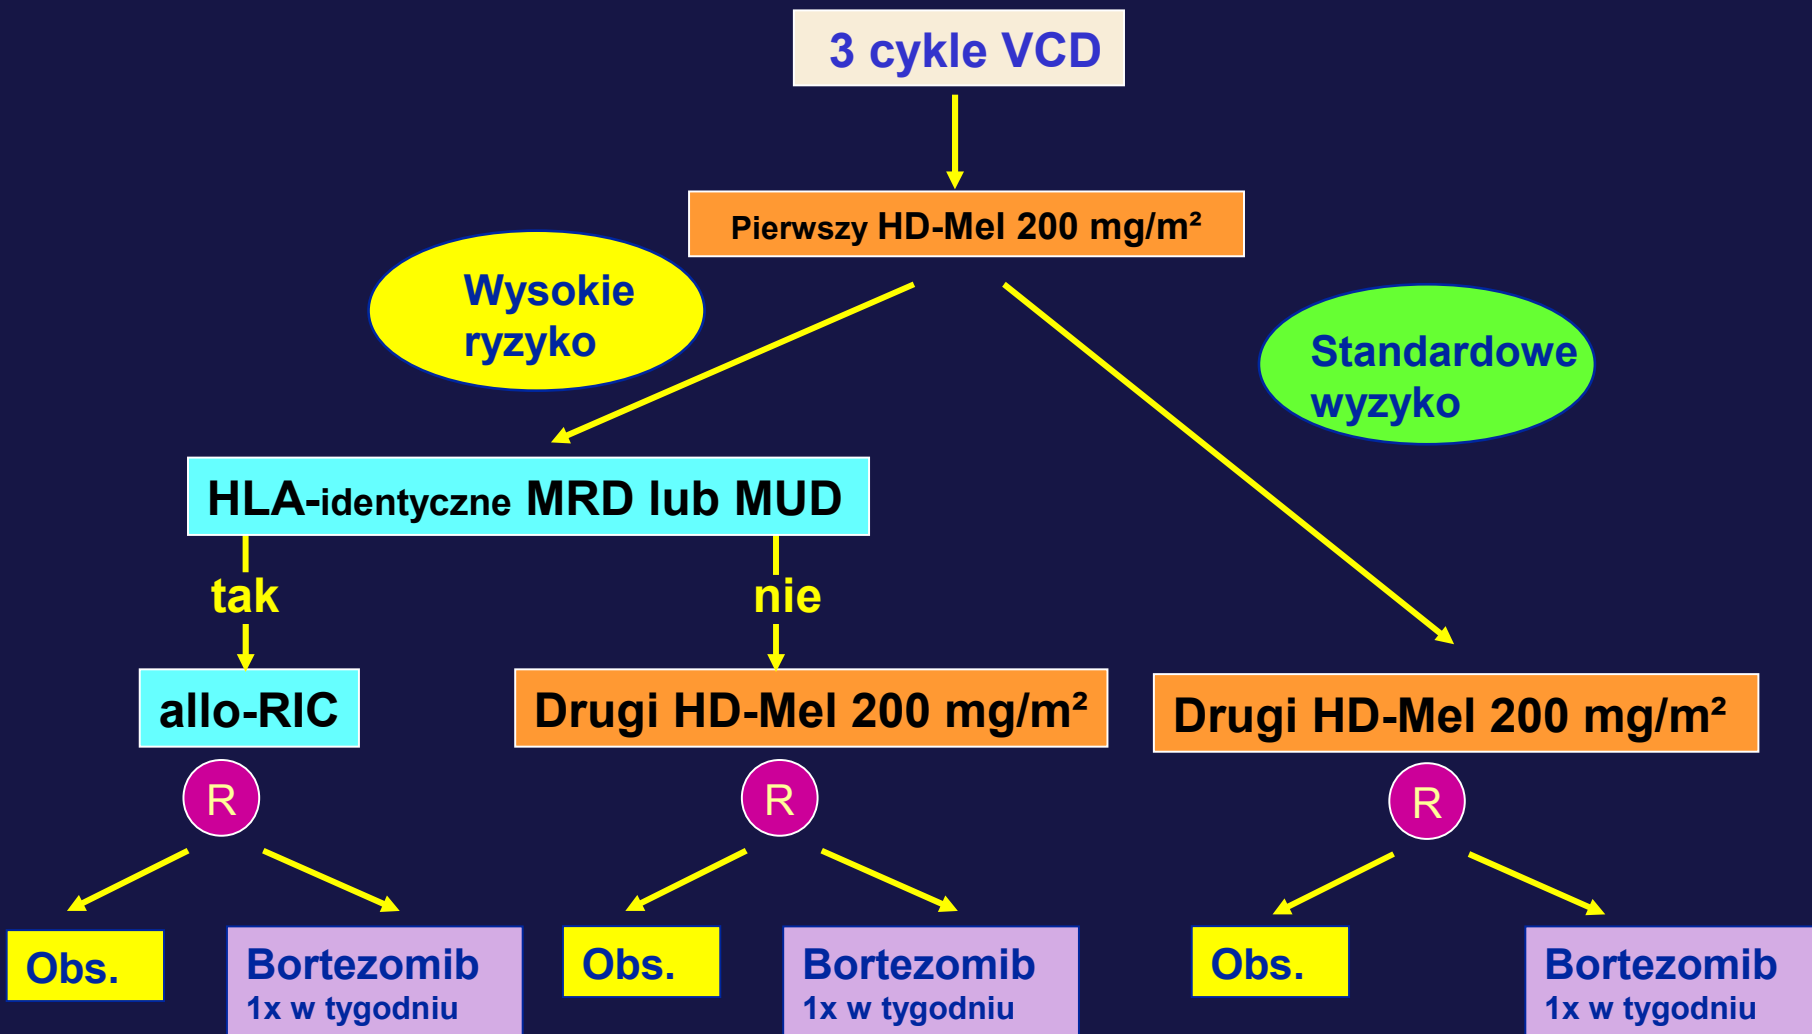 3 cykle VCD
Pierwszy HD-Mel 200 mg/m²
Wysokie
ryzyko
Standardowe
wyzyko
HLA-identyczne MRD lub MUD
tak
nie
allo-RIC
Drugi HD-Mel 200 mg/m²
Drugi HD-Mel 200 mg/m²
R
R
R
Obs.
Bortezomib
1x w tygodniu
Obs.
Bortezomib
1x w tygodniu
Obs.
Bortezomib
1x w tygodniu